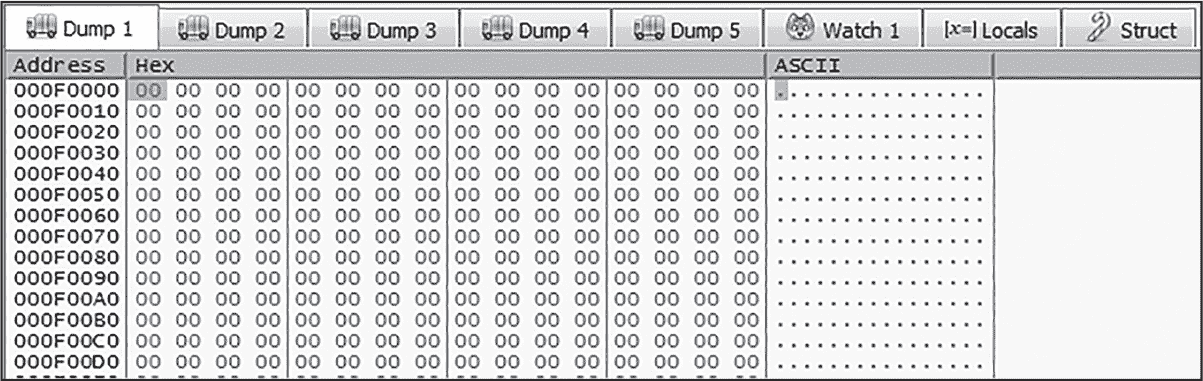 Dump 1 Dump 2 Dump 3 Dump 4 Dump 5 Watch 1 [x=] Locals Struct
Address Hex ASCII
000F0000 00 00 00 00 00 00 00 00 00 00 00 00 00 00 00 00 ................
000F0010 00 00 00 00 00 00 00 00 00 00 00 00 00 00 00 00 ................
000F0020 00 00 00 00 00 00 00 00 00 00 00 00 00 00 00 00 ................
000F0030 00 00 00 00 00 00 00 00 00 00 00 00 00 00 00 00 ................
000F0040 00 00 00 00 00 00 00 00 00 00 00 00 00 00 00 00 ................
000F0050 00 00 00 00 00 00 00 00 00 00 00 00 00 00 00 00 ................
000F0060 00 00 00 00 00 00 00 00 00 00 00 00 00 00 00 00 ................
000F0070 00 00 00 00 00 00 00 00 00 00 00 00 00 00 00 00 ................
000F0080 00 00 00 00 00 00 00 00 00 00 00 00 00 00 00 00 ................
000F0090 00 00 00 00 00 00 00 00 00 00 00 00 00 00 00 00 ................
000F00A0 00 00 00 00 00 00 00 00 00 00 00 00 00 00 00 00 ................
000F00B0 00 00 00 00 00 00 00 00 00 00 00 00 00 00 00 00 ................
000F00C0 00 00 00 00 00 00 00 00 00 00 00 00 00 00 00 00 ................
000F00D0 00 00 00 00 00 00 00 00 00 00 00 00 00 00 00 00 ................